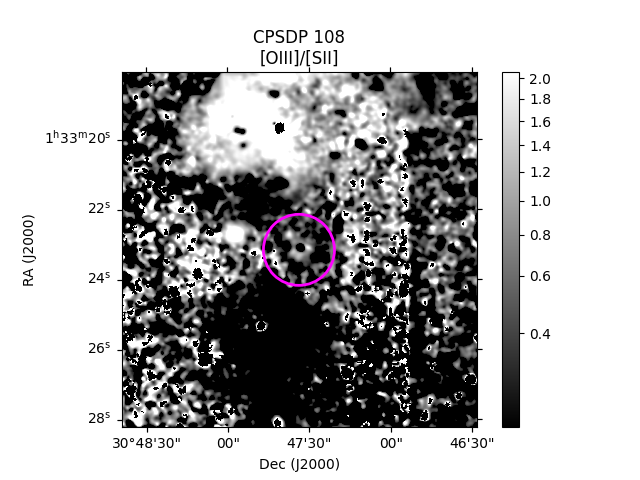 CPSDP 108
[OIII]/[SII]
1ʰ33ᵐ20ˢ
22ˢ
24ˢ
26ˢ
28ˢ
RA (J2000)
30°48'30"
00"
47'30"
00"
46'30"
Dec (J2000)
2.0
1.8
1.6
1.4
1.2
1.0
0.8
0.6
0.4